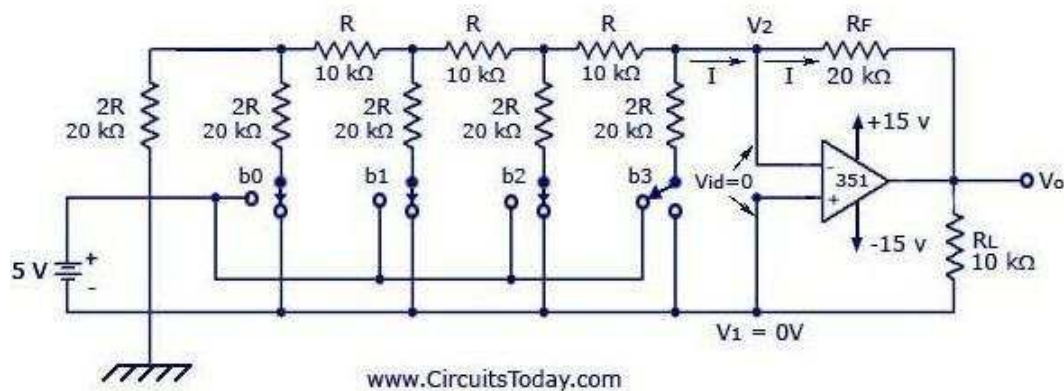 R R R V2 RF
10 kΩ 10 kΩ 10 kΩ I I 20 kΩ
2R 2R 2R 2R 2R
20 kΩ 20 kΩ 20 kΩ 20 kΩ 20 kΩ
+15 v
b0 b1 b2 b3 Vid=0 - 351 + Vo
-15 v
5 V + - RL
10 kΩ
V1 = 0V
www.CircuitsToday.com